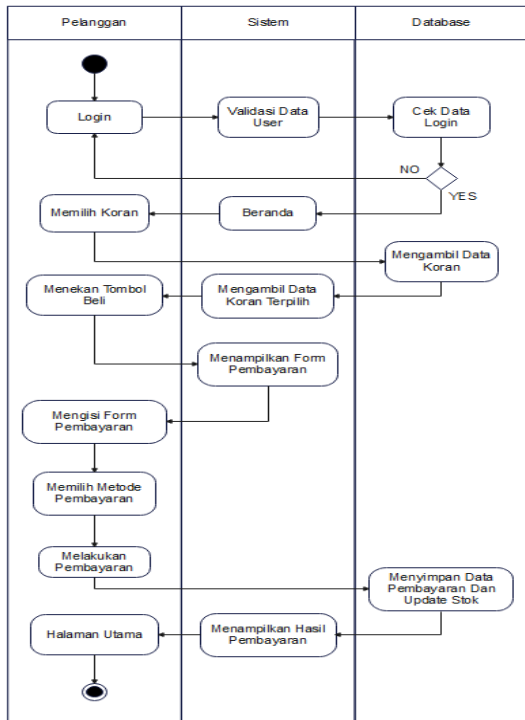 Pelanggan
Sistem
Database
Login
Validasi Data
User
Cek Data
Login
NO
YES
Memilih Koran
Beranda
Mengambil Data
Koran
Menekan Tombol
Beli
Mengambil Data
Koran Terpilih
Menampilkan Form
Pembayaran
Mengisi Form
Pembayaran
Memilih Metode
Pembayaran
Melakukan
Pembayaran
Menyimpan Data
Pembayaran Dan
Update Stok
Halaman Utama
Menampilkan Hasil
Pembayaran